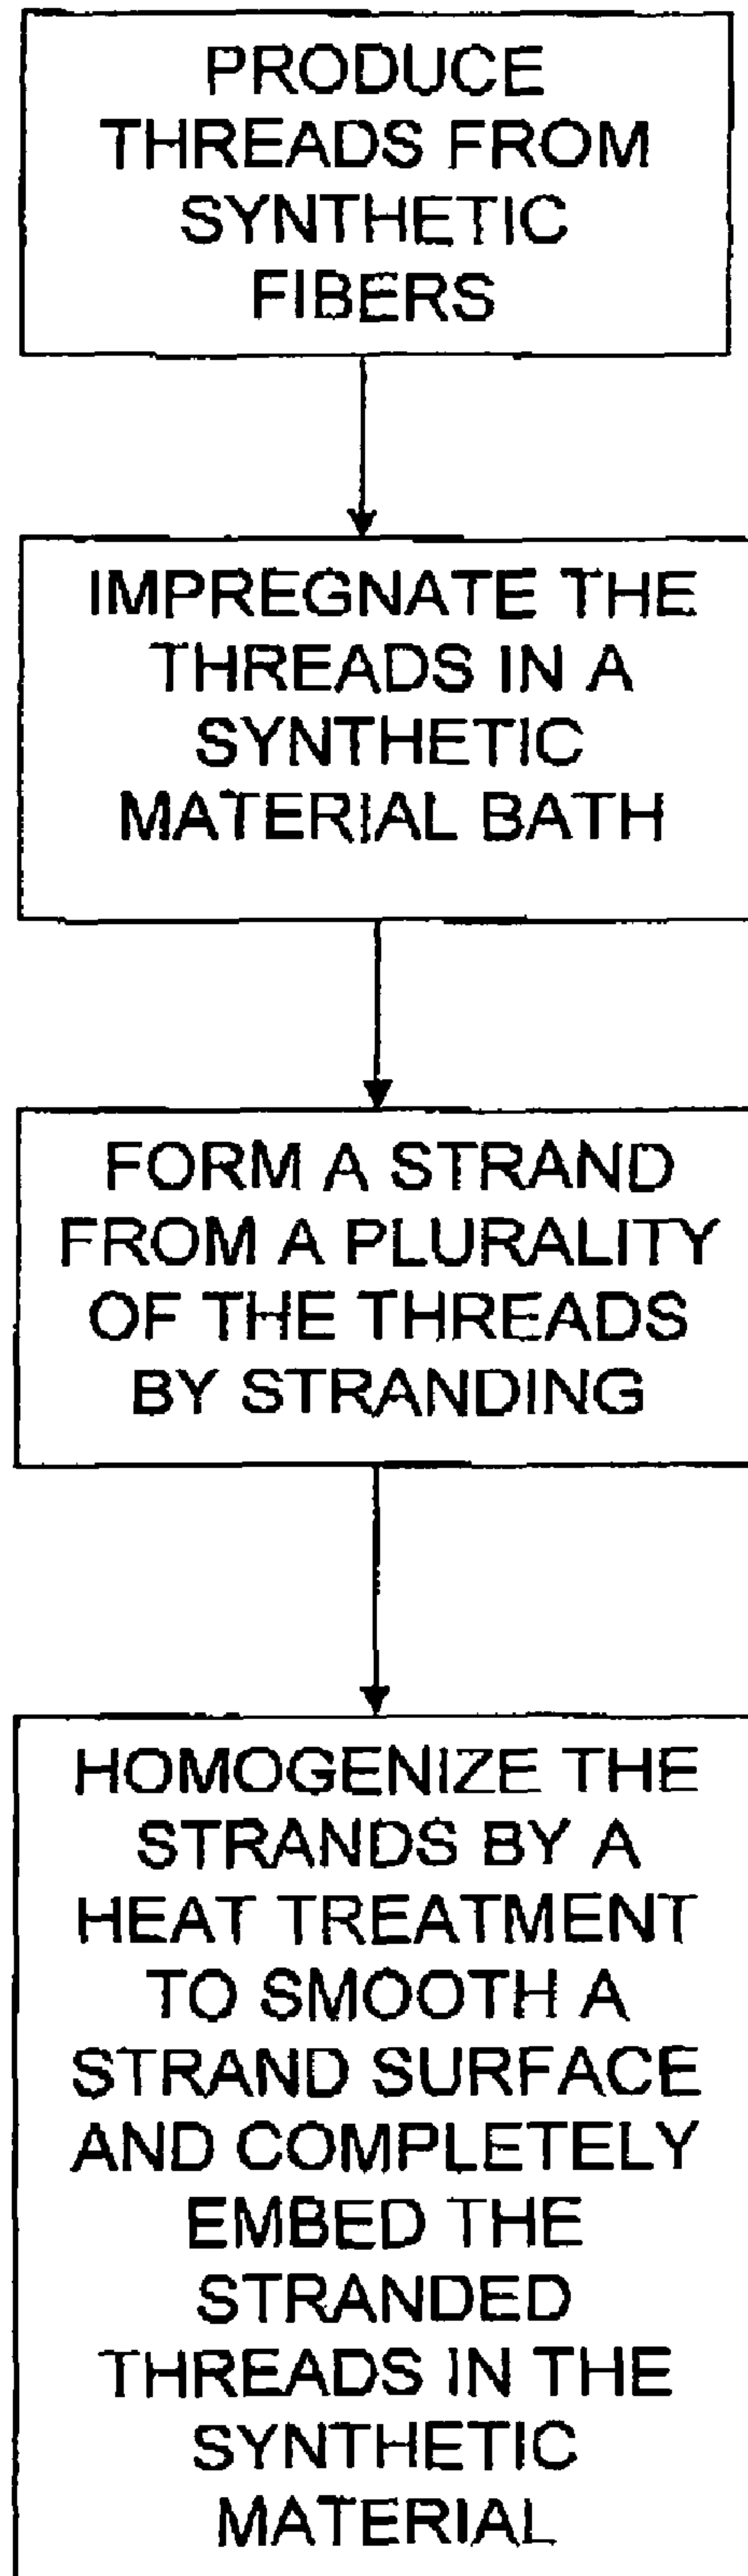 PRODUCE
THREADS FROM
SYNTHETIC
FIBERS
IMPREGNATE THE
THREADS IN A
SYNTHETIC
MATERIAL BATH
FORM A STRAND
FROM A PLURALITY
OF THE THREADS
BY STRANDING
HOMOGENIZE THE
STRANDS BY A
HEAT TREATMENT
TO SMOOTH A
STRAND SURFACE
AND COMPLETELY
EMBED THE
STRANDED
THREADS IN THE
SYNTHETIC
MATERIAL